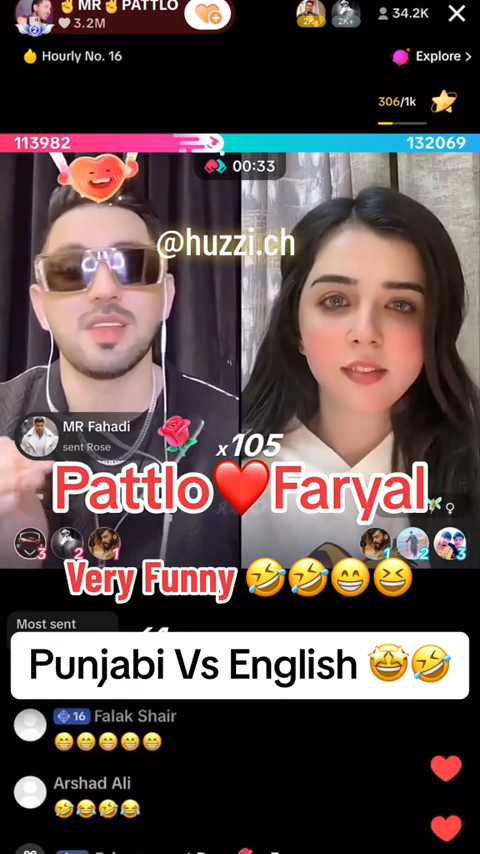 ✌MR✌PATTLO
3.2M
2K+
2K+
34.2K
Hourly No. 16
Explore >
306/1k
113982
132069
00:33
@huzzi.ch
MR Fahadi
sent Rose
x105
Pattlo❤️Faryal
3
2
1
1
2
3
Very Funny 🤣🤣😁😆
Most sent
Punjabi Vs English 🤩🤣
16 Falak Shair
😁😁😁😁😁
Arshad Ali
🤣😂🤣😂